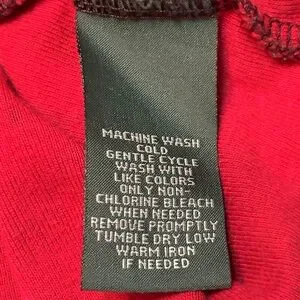 MACHINE WASH
COLD
GENTLE CYCLE
WASH WITH
LIKE COLORS
ONLY NON-
CHLORINE BLEACH
WHEN NEEDED
REMOVE PROMPTLY
TUMBLE DRY LOW
WARM IRON
IF NEEDED